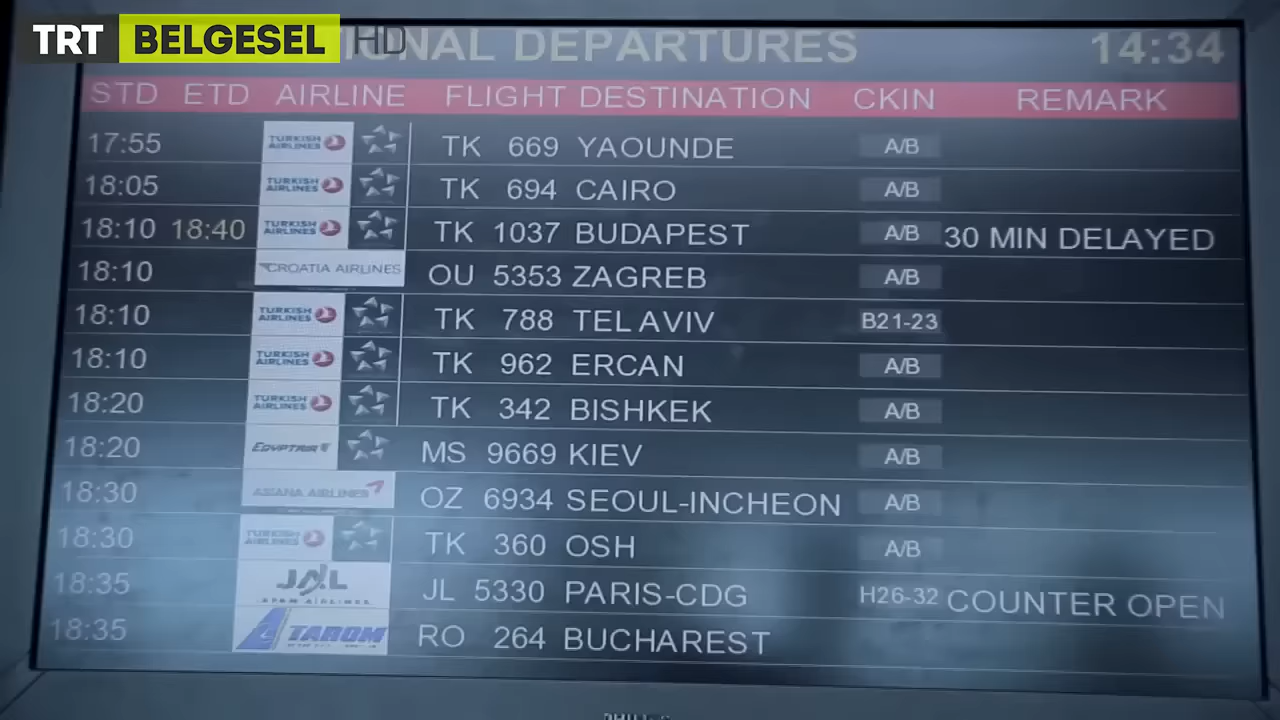 TRT BELGESEL HD
IONAL DEPARTURES 14:34
STD ETD AIRLINE FLIGHT DESTINATION CKIN REMARK
17:55 TURKISH AIRLINES TK 669 YAOUNDE A/B
18:05 TURKISH AIRLINES TK 694 CAIRO A/B
18:10 18:40 TURKISH AIRLINES TK 1037 BUDAPEST A/B 30 MIN DELAYED
18:10 CROATIA AIRLINES OU 5353 ZAGREB A/B
18:10 TURKISH AIRLINES TK 788 TEL AVIV B21-23
18:10 TURKISH AIRLINES TK 962 ERCAN A/B
18:20 TURKISH AIRLINES TK 342 BISHKEK A/B
18:20 EGYPTAIR MS 9669 KIEV A/B
18:30 ASIANA AIRLINES OZ 6934 SEOUL-INCHEON A/B
18:30 TURKISH AIRLINES TK 360 OSH A/B
18:35 JAL JAPAN AIRLINES JL 5330 PARIS-CDG H26-32 COUNTER OPEN
18:35 TAROM RO 264 BUCHAREST